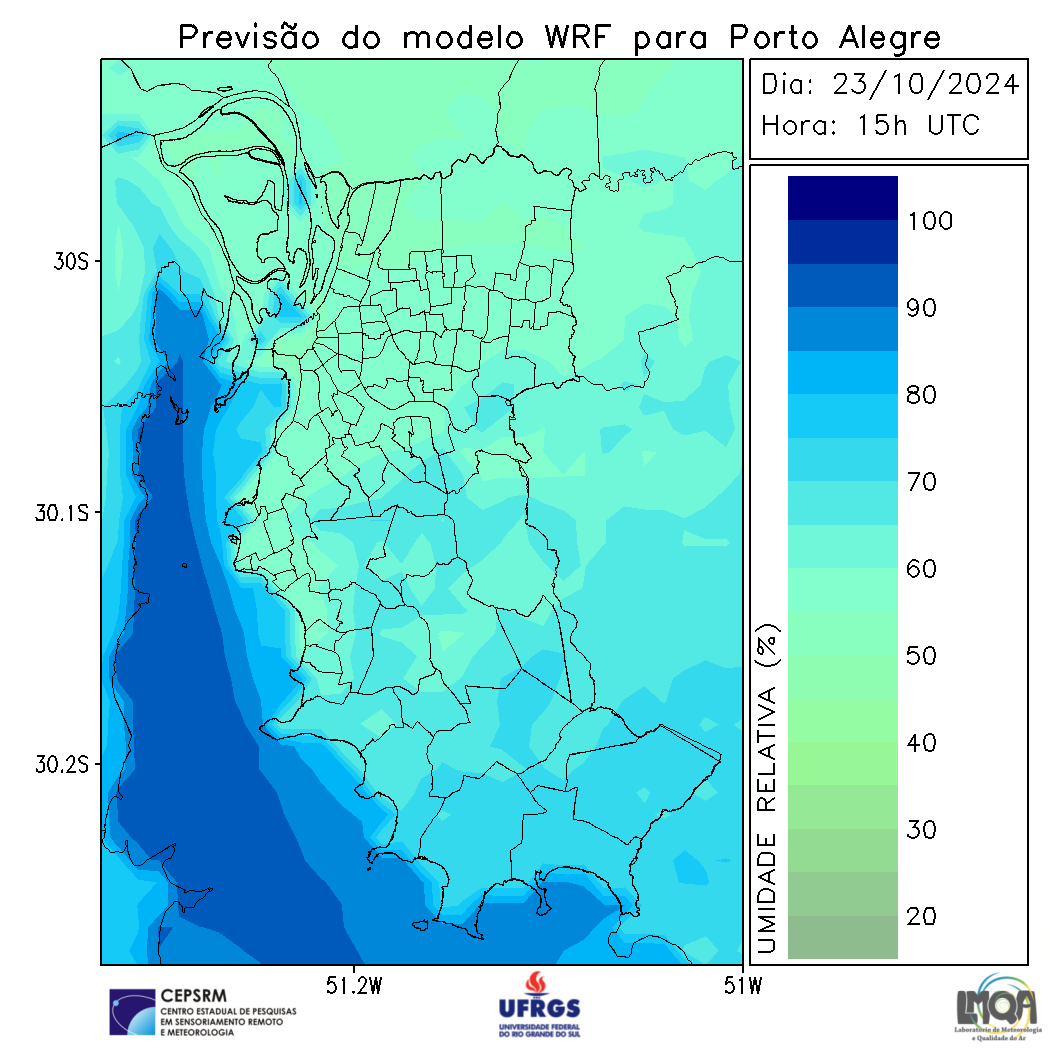 Previsão do modelo WRF para Porto Alegre
Dia: 23/10/2024
Hora: 15h UTC
30S
30.1S
30.2S
51.2W
51W
100
90
80
70
60
50
40
30
20
UMIDADE RELATIVA (%)
CEPSRM
CENTRO ESTADUAL DE PESQUISAS
EM SENSORIAMENTO REMOTO
E METEOROLOGIA
UFRGS
UNIVERSIDADE FEDERAL
DO RIO GRANDE DO SUL
LMQA
Laboratório de Meteorologia
e Qualidade do Ar